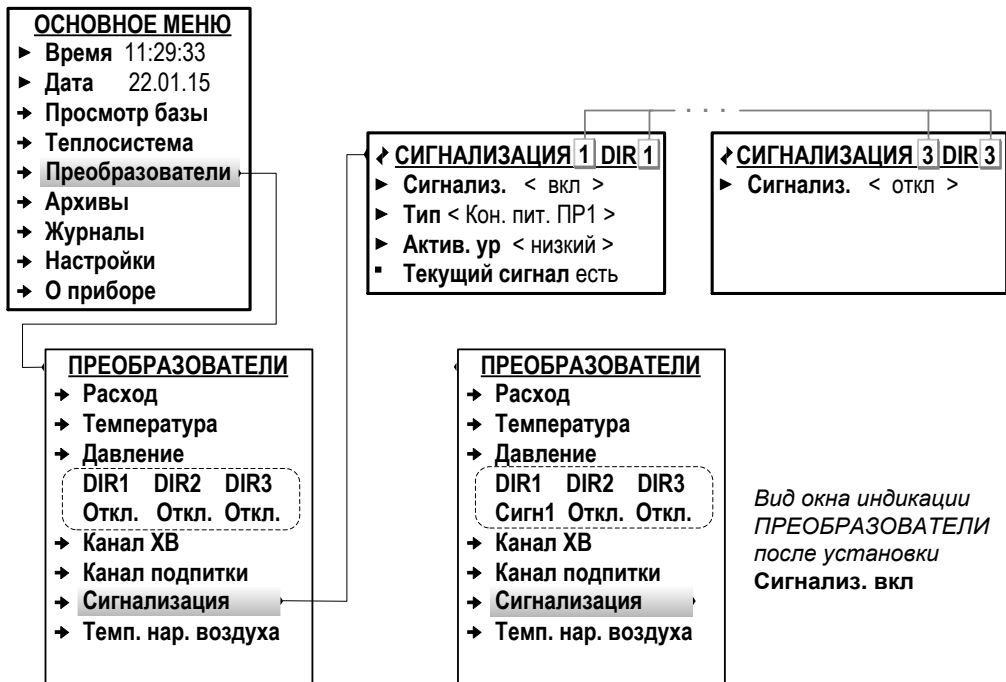 ОСНОВНОЕ МЕНЮ
Время 11:29:33
Дата 22.01.15
Просмотр базы
Теплосистема
Преобразователи
Архивы
Журналы
Настройки
О приборе
. . .
СИГНАЛИЗАЦИЯ 1 DIR 1
Сигнализ. < вкл >
Тип < Кон. пит. ПР1 >
Актив. ур < низкий >
Текущий сигнал есть
СИГНАЛИЗАЦИЯ 3 DIR 3
Сигнализ. < откл >
ПРЕОБРАЗОВАТЕЛИ
Расход
Температура
Давление
DIR1 DIR2 DIR3
Откл. Откл. Откл.
Канал ХВ
Канал подпитки
Сигнализация
Темп. нар. воздуха
ПРЕОБРАЗОВАТЕЛИ
Расход
Температура
Давление
DIR1 DIR2 DIR3
Сигн1 Откл. Откл.
Канал ХВ
Канал подпитки
Сигнализация
Темп. нар. воздуха
Вид окна индикации
ПРЕОБРАЗОВАТЕЛИ
после установки
Сигнализ. вкл